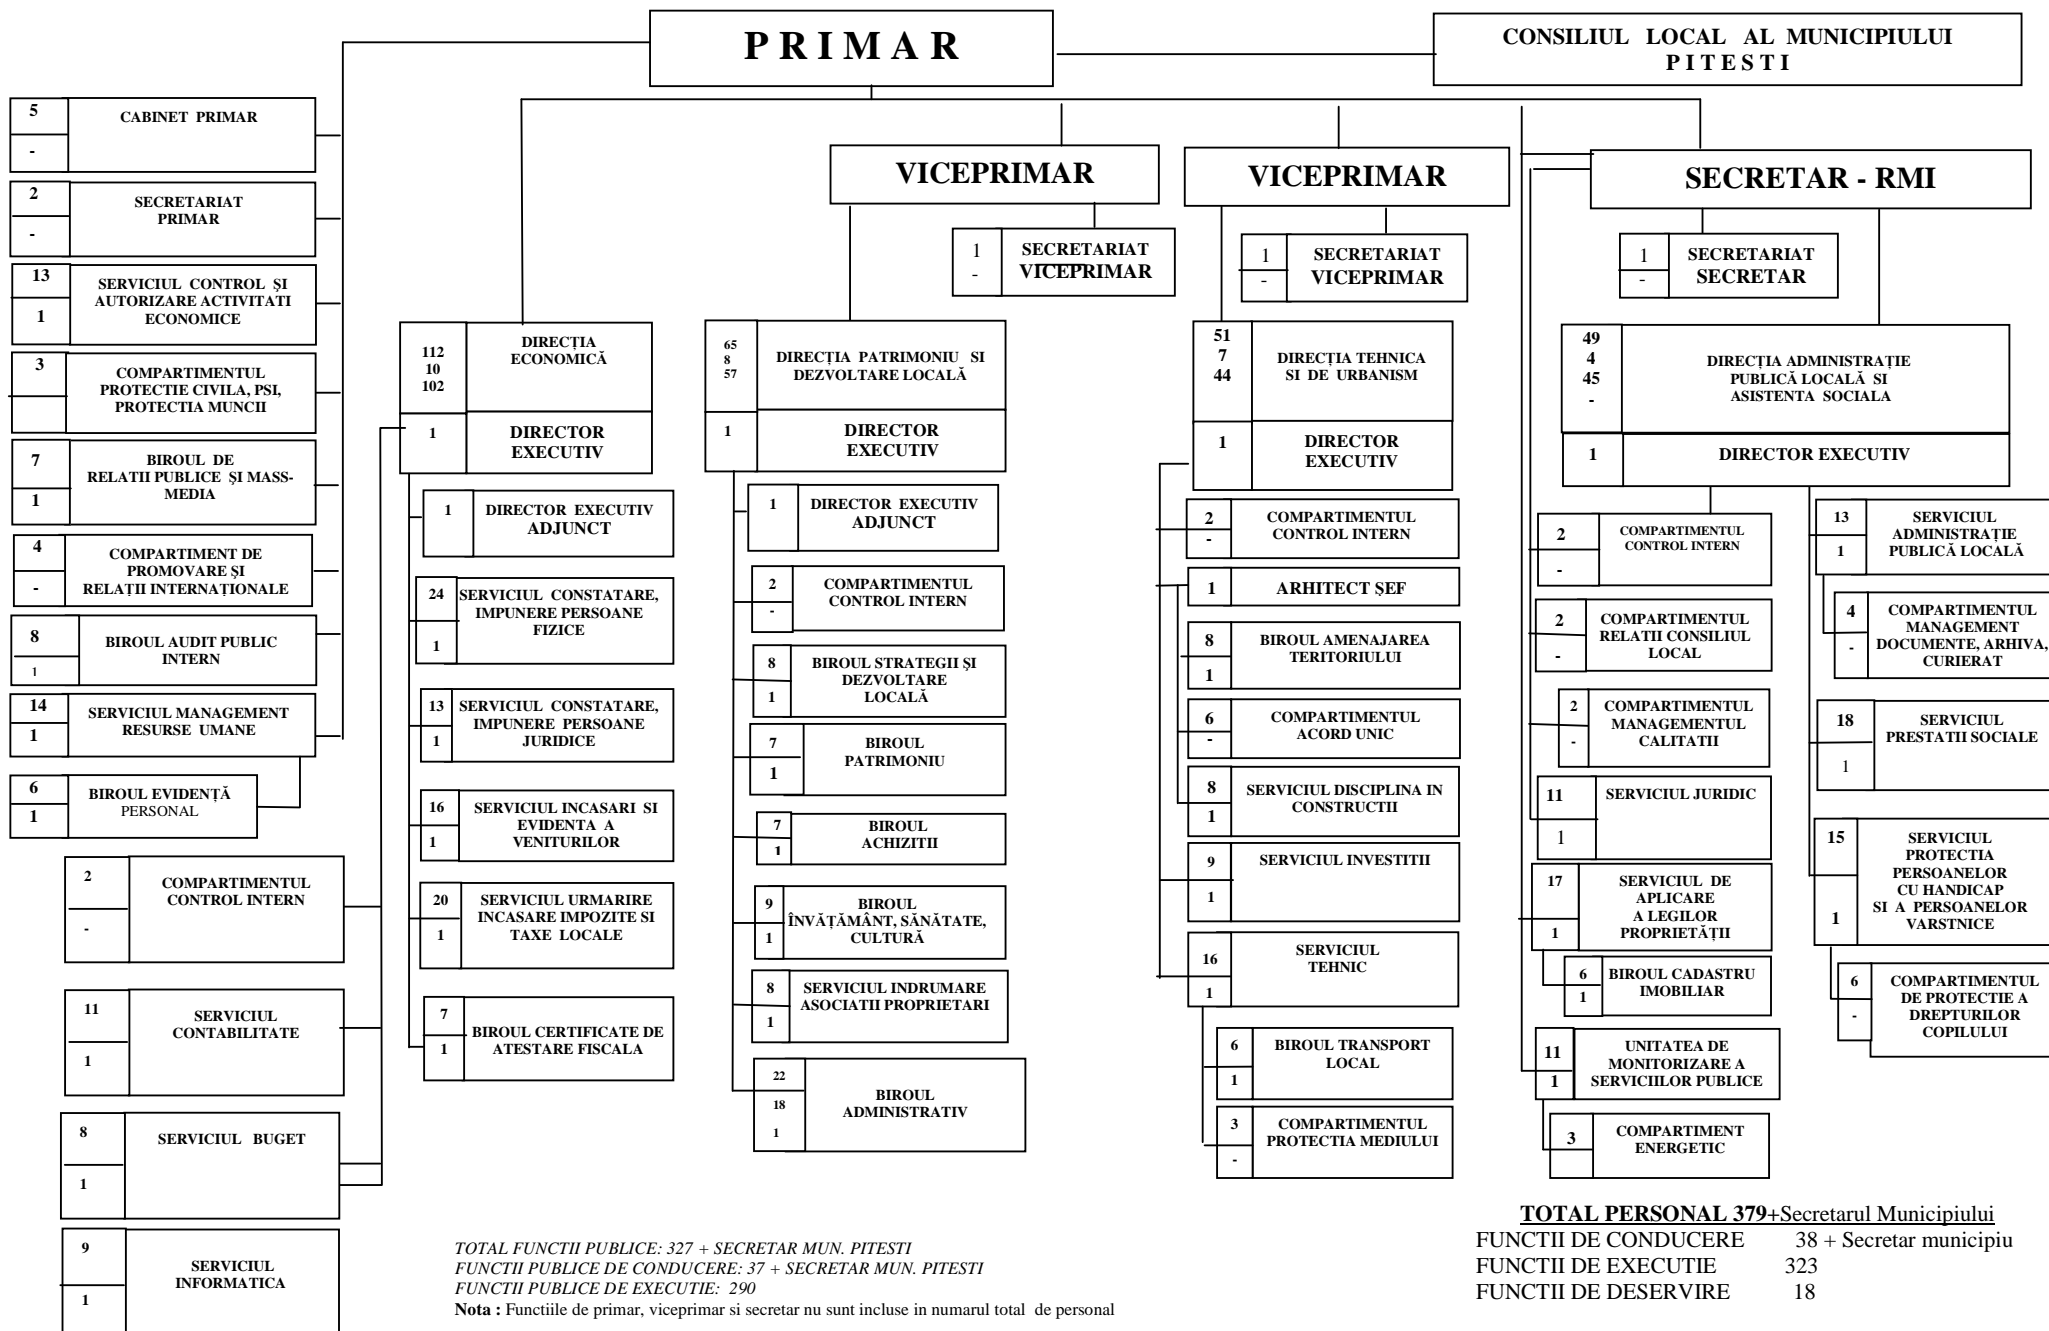 P R I M A R
CONSILIUL LOCAL AL MUNICIPIULUI
P I T E S T I
5
CABINET PRIMAR
-
2
SECRETARIAT
PRIMAR
-
13
SERVICIUL CONTROL ŞI
AUTORIZARE ACTIVITATI
ECONOMICE
1
3
COMPARTIMENTUL
PROTECTIE CIVILA, PSI,
PROTECTIA MUNCII
7
BIROUL DE
RELATII PUBLICE ŞI MASS-
MEDIA
1
4
COMPARTIMENT DE
PROMOVARE ŞI
RELAŢII INTERNAŢIONALE
-
8
BIROUL AUDIT PUBLIC
INTERN
1
14
SERVICIUL MANAGEMENT
RESURSE UMANE
1
6
BIROUL EVIDENŢĂ
PERSONAL
1
2
COMPARTIMENTUL
CONTROL INTERN
-
11
SERVICIUL
CONTABILITATE
1
8
SERVICIUL BUGET
1
9
SERVICIUL
INFORMATICA
1
112
10
102
DIRECŢIA
ECONOMICĂ
1
DIRECTOR
EXECUTIV
1
DIRECTOR EXECUTIV
ADJUNCT
24
SERVICIUL CONSTATARE,
IMPUNERE PERSOANE
FIZICE
1
13
SERVICIUL CONSTATARE,
IMPUNERE PERSOANE
JURIDICE
1
16
SERVICIUL INCASARI SI
EVIDENTA A
VENITURILOR
1
20
SERVICIUL URMARIRE
INCASARE IMPOZITE SI
TAXE LOCALE
1
7
BIROUL CERTIFICATE DE
ATESTARE FISCALA
1
VICEPRIMAR
1
-
SECRETARIAT
VICEPRIMAR
65
8
57
DIRECŢIA PATRIMONIU SI
DEZVOLTARE LOCALĂ
1
DIRECTOR
EXECUTIV
1
DIRECTOR EXECUTIV
ADJUNCT
2
COMPARTIMENTUL
CONTROL INTERN
-
8
BIROUL STRATEGII ŞI
DEZVOLTARE
LOCALĂ
1
7
BIROUL
PATRIMONIU
1
7
BIROUL
ACHIZITII
1
9
BIROUL
ÎNVĂŢĂMÂNT, SĂNĂTATE,
CULTURĂ
1
8
SERVICIUL INDRUMARE
ASOCIATII PROPRIETARI
1
22
18
1
BIROUL
ADMINISTRATIV
VICEPRIMAR
1
-
SECRETARIAT
VICEPRIMAR
51
7
44
DIRECŢIA TEHNICA
SI DE URBANISM
1
DIRECTOR
EXECUTIV
2
COMPARTIMENTUL
CONTROL INTERN
-
1
ARHITECT ŞEF
8
BIROUL AMENAJAREA
TERITORIULUI
1
6
COMPARTIMENTUL
ACORD UNIC
-
8
SERVICIUL DISCIPLINA IN
CONSTRUCTII
1
9
SERVICIUL INVESTITII
1
16
SERVICIUL
TEHNIC
1
6
BIROUL TRANSPORT
LOCAL
1
3
COMPARTIMENTUL
PROTECTIA MEDIULUI
-
SECRETAR - RMI
1
-
SECRETARIAT
SECRETAR
49
4
45
-
DIRECŢIA ADMINISTRAŢIE
PUBLICĂ LOCALĂ SI
ASISTENTA SOCIALA
1
DIRECTOR EXECUTIV
2
COMPARTIMENTUL
CONTROL INTERN
-
2
COMPARTIMENTUL
RELATII CONSILIUL
LOCAL
-
2
COMPARTIMENTUL
MANAGEMENTUL
CALITATII
-
11
SERVICIUL JURIDIC
1
17
SERVICIUL DE
APLICARE
A LEGILOR
PROPRIETĂŢII
1
6
BIROUL CADASTRU
IMOBILIAR
1
11
UNITATEA DE
MONITORIZARE A
SERVICIILOR PUBLICE
1
3
COMPARTIMENT
ENERGETIC
13
SERVICIUL
ADMINISTRAŢIE
PUBLICĂ LOCALĂ
1
4
COMPARTIMENTUL
MANAGEMENT
DOCUMENTE, ARHIVA,
CURIERAT
-
18
SERVICIUL
PRESTATII SOCIALE
1
15
SERVICIUL
PROTECTIA
PERSOANELOR
CU HANDICAP
SI A PERSOANELOR
VARSTNICE
1
6
COMPARTIMENTUL
DE PROTECTIE A
DREPTURILOR
COPILULUI
-
TOTAL FUNCTII PUBLICE: 327 + SECRETAR MUN. PITESTI
FUNCTII PUBLICE DE CONDUCERE: 37 + SECRETAR MUN. PITESTI
FUNCTII PUBLICE DE EXECUTIE: 290
Nota : Functiile de primar, viceprimar si secretar nu sunt incluse in numarul total de personal
TOTAL PERSONAL 379+Secretarul Municipiului
FUNCTII DE CONDUCERE 38 + Secretar municipiu
FUNCTII DE EXECUTIE 323
FUNCTII DE DESERVIRE 18